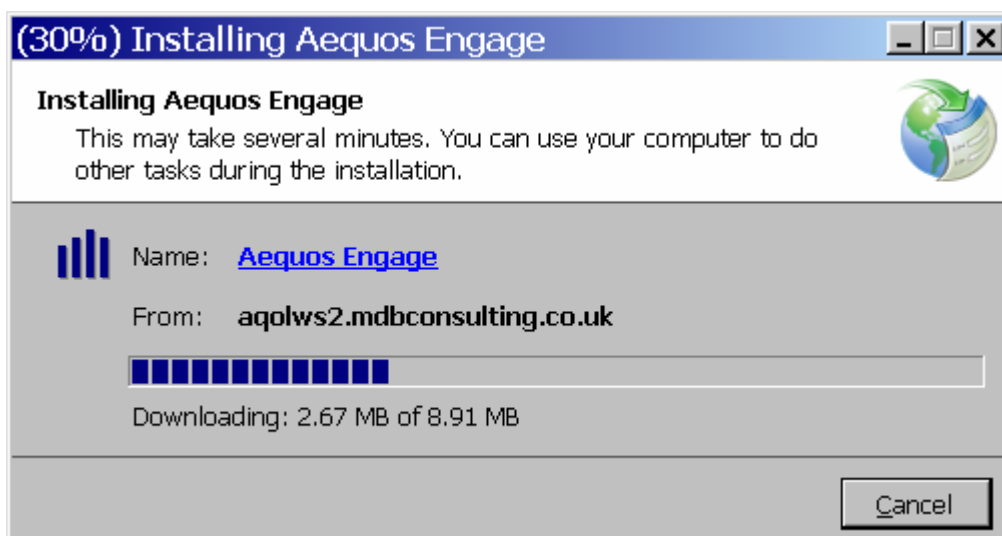 (30%) Installing Aequos Engage
Installing Aequos Engage
This may take several minutes. You can use your computer to do
other tasks during the installation.
Name: Aequos Engage
From: aqolws2.mdbconsulting.co.uk
Downloading: 2.67 MB of 8.91 MB
Cancel